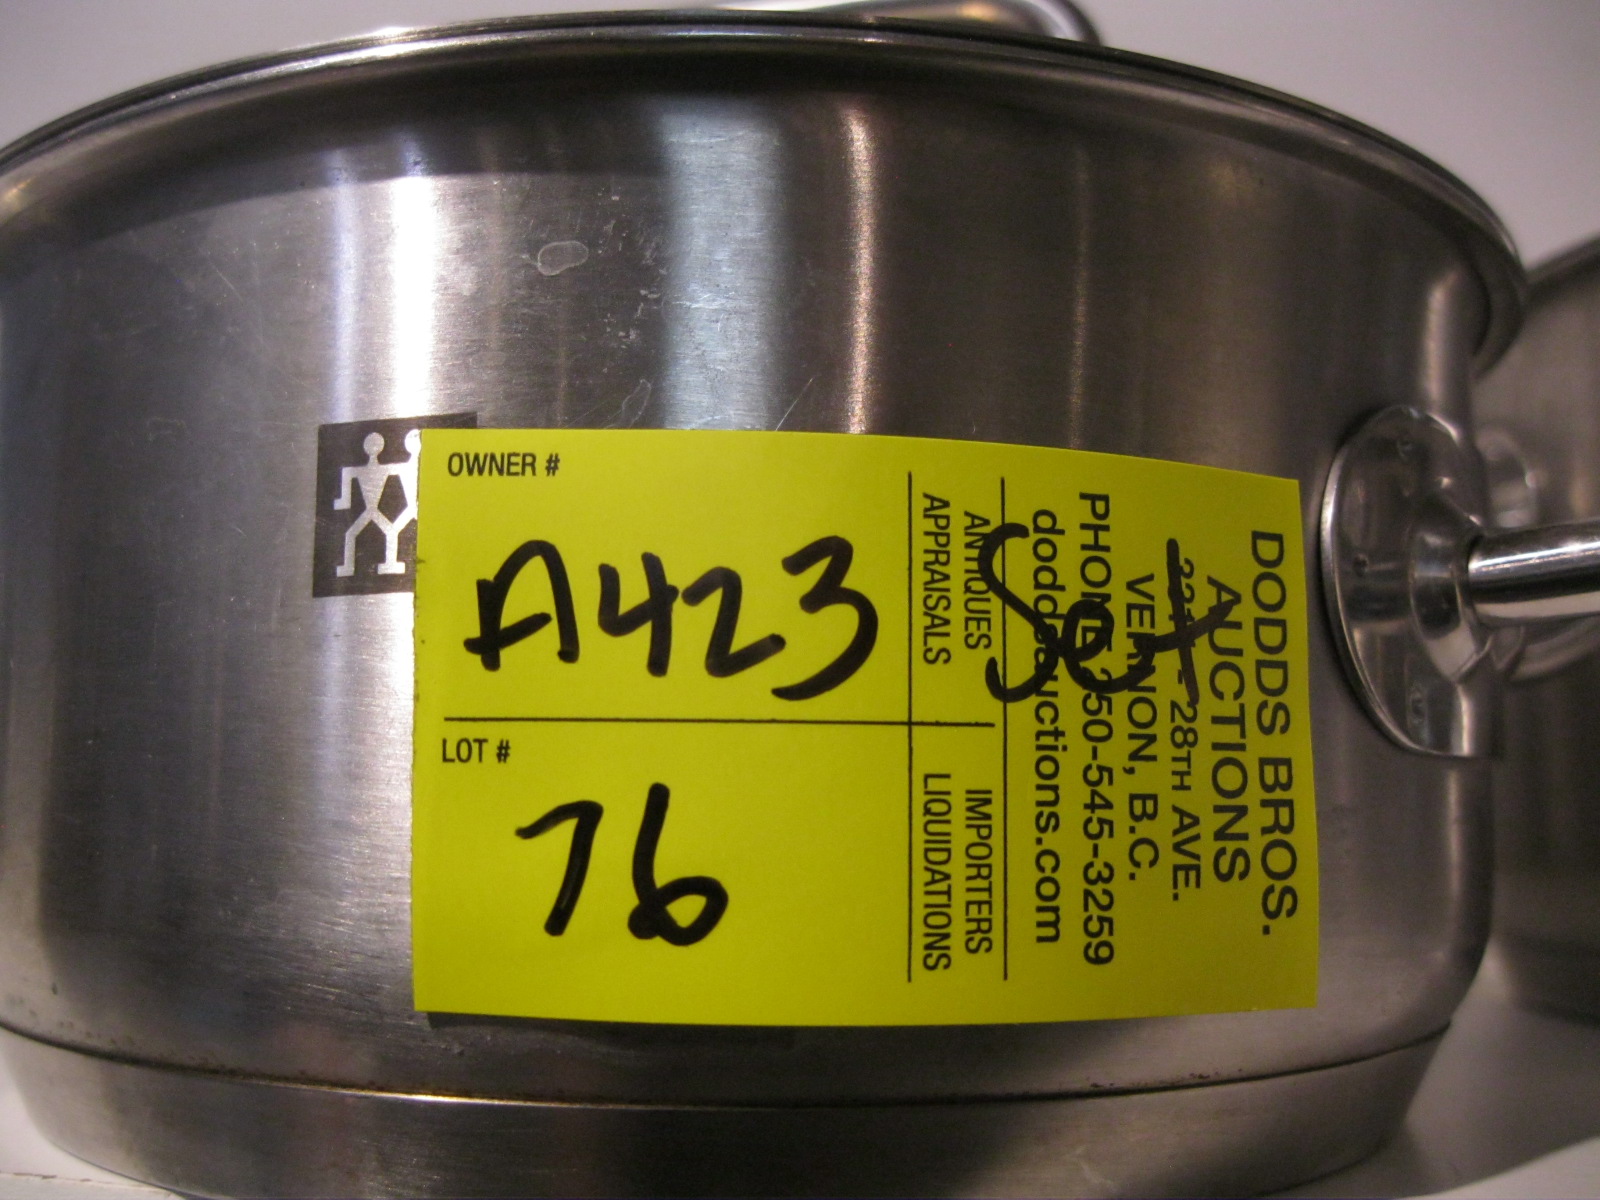 OWNER #
A423
LOT #
76
DODDS BROS.
AUCTIONS
28TH AVE.
VERNON, B.C.
PHONE 250-545-3259
doddsauctions.com
Set
ANTIQUES IMPORTERS
APPRAISALS LIQUIDATIONS